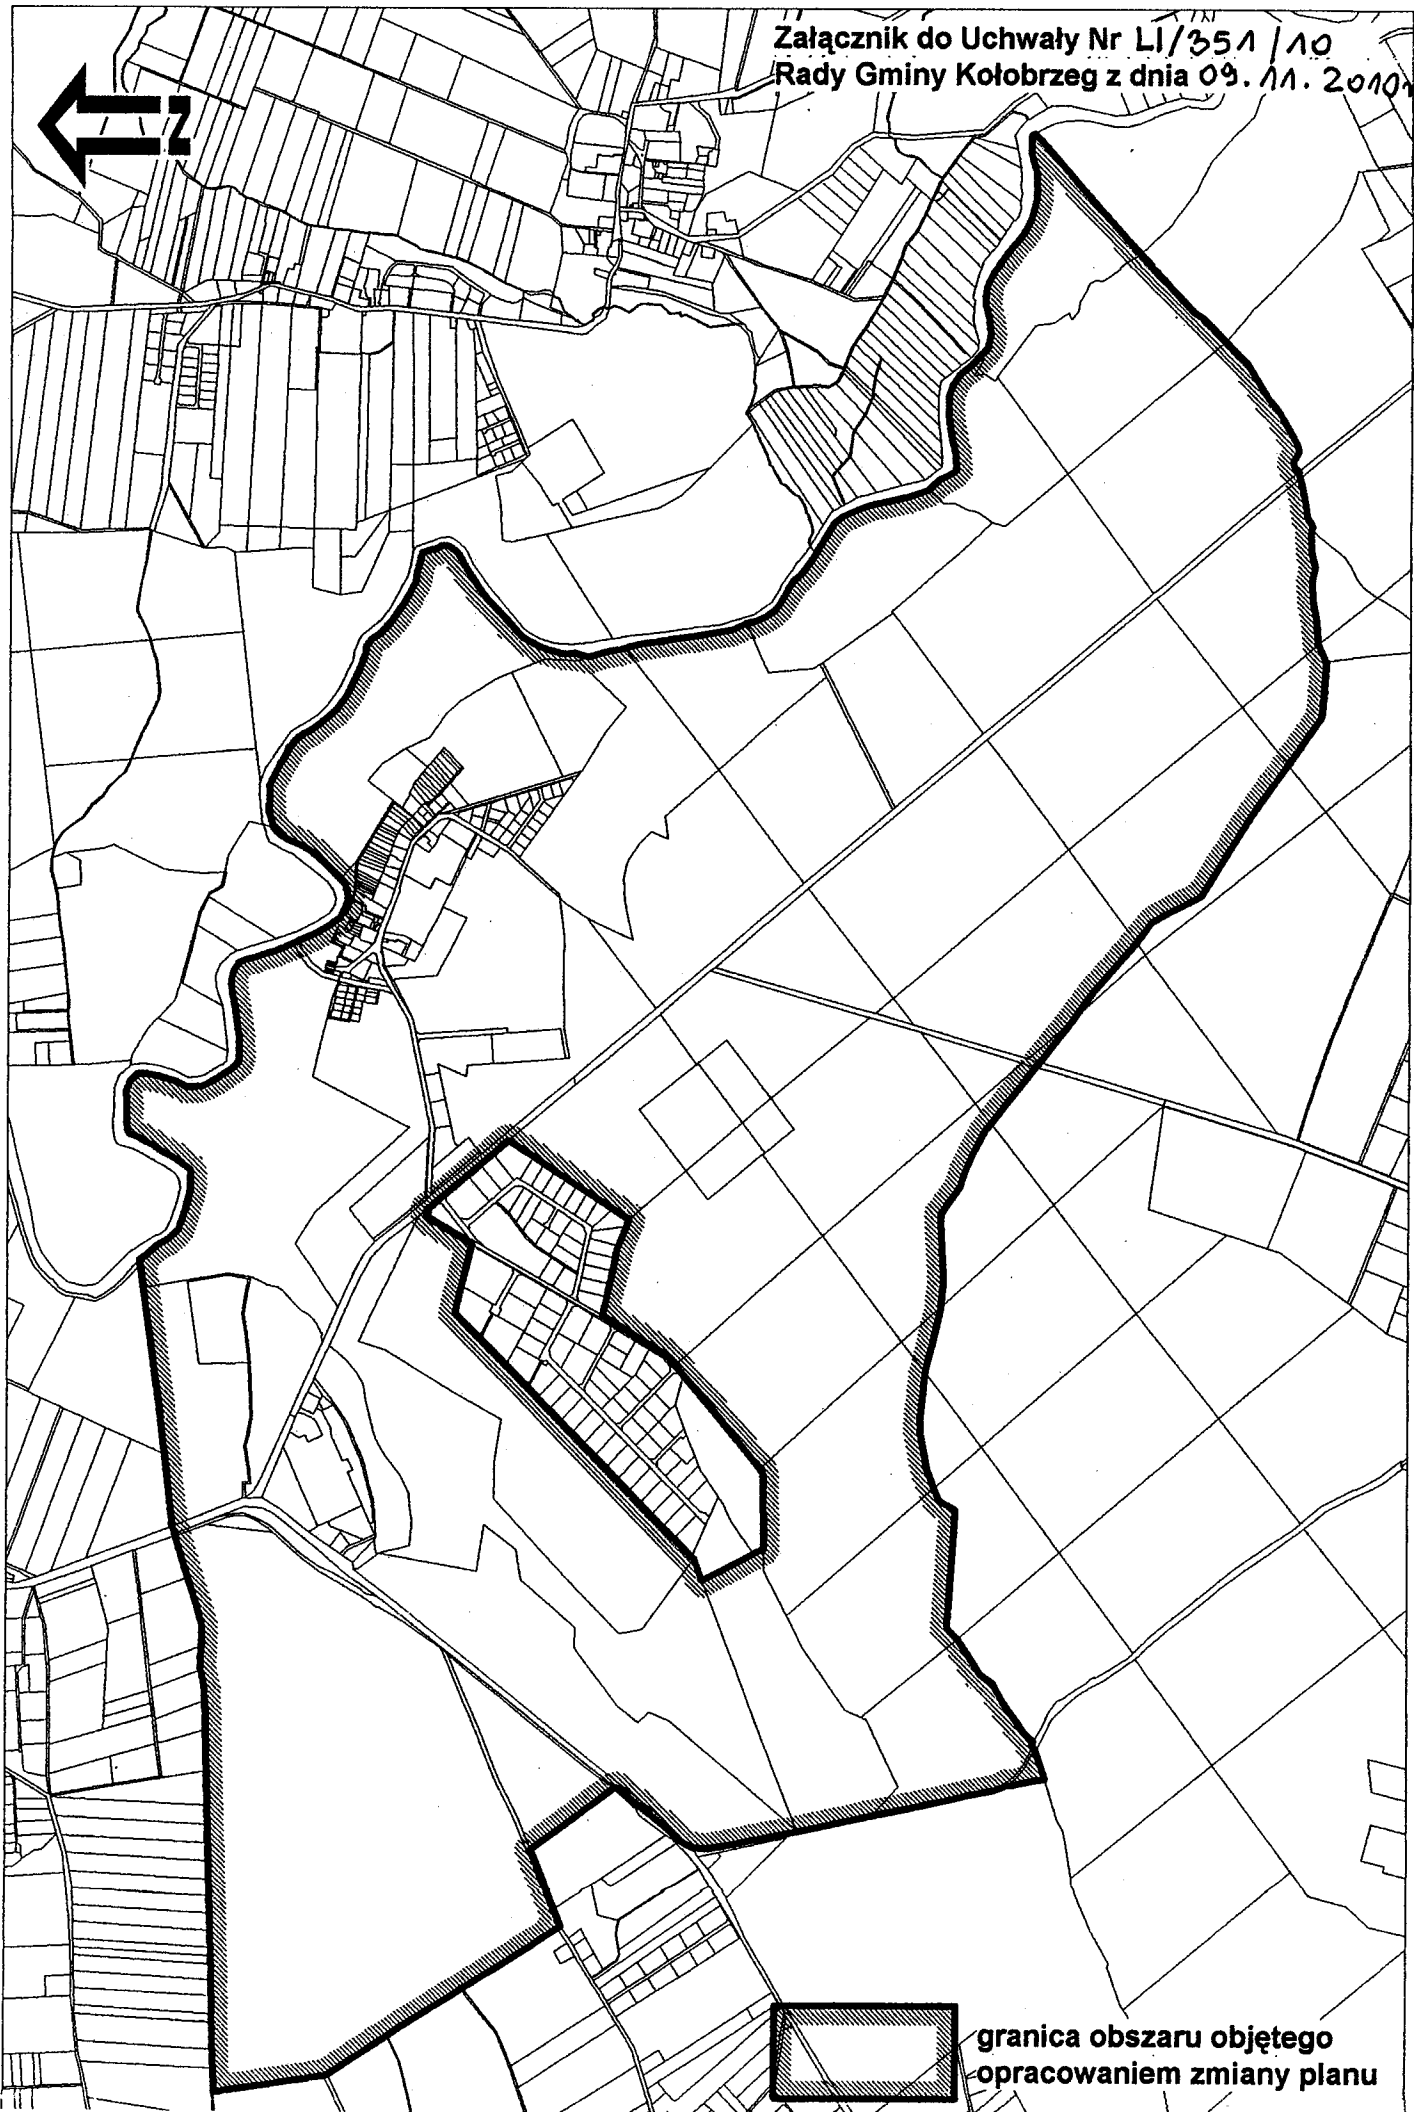 Załącznik do Uchwały Nr LI/351/10
Rady Gminy Kołobrzeg z dnia 09.11.2010r
N
granica obszaru objętego
opracowaniem zmiany planu